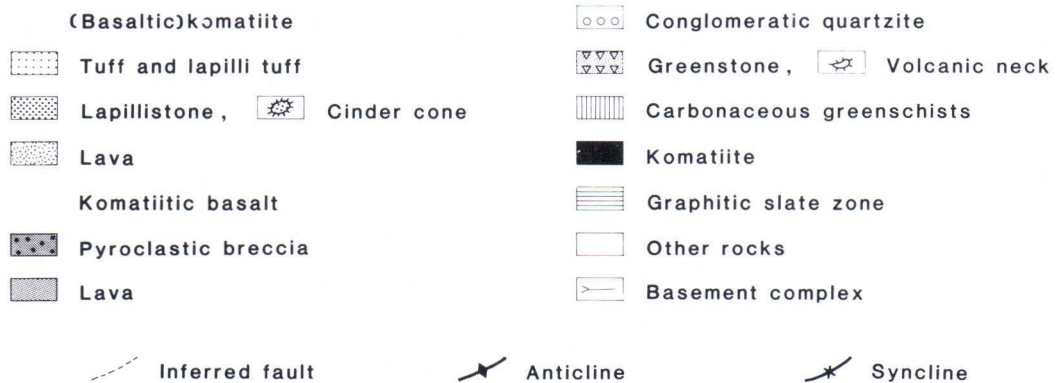 (Basaltic)komatiite
Tuff and lapilli tuff
Lapillistone, Cinder cone
Lava
Komatiitic basalt
Pyroclastic breccia
Lava
Conglomeratic quartzite
Greenstone, Volcanic neck
Carbonaceous greenschists
Komatiite
Graphitic slate zone
Other rocks
Basement complex
Inferred fault Anticline Syncline